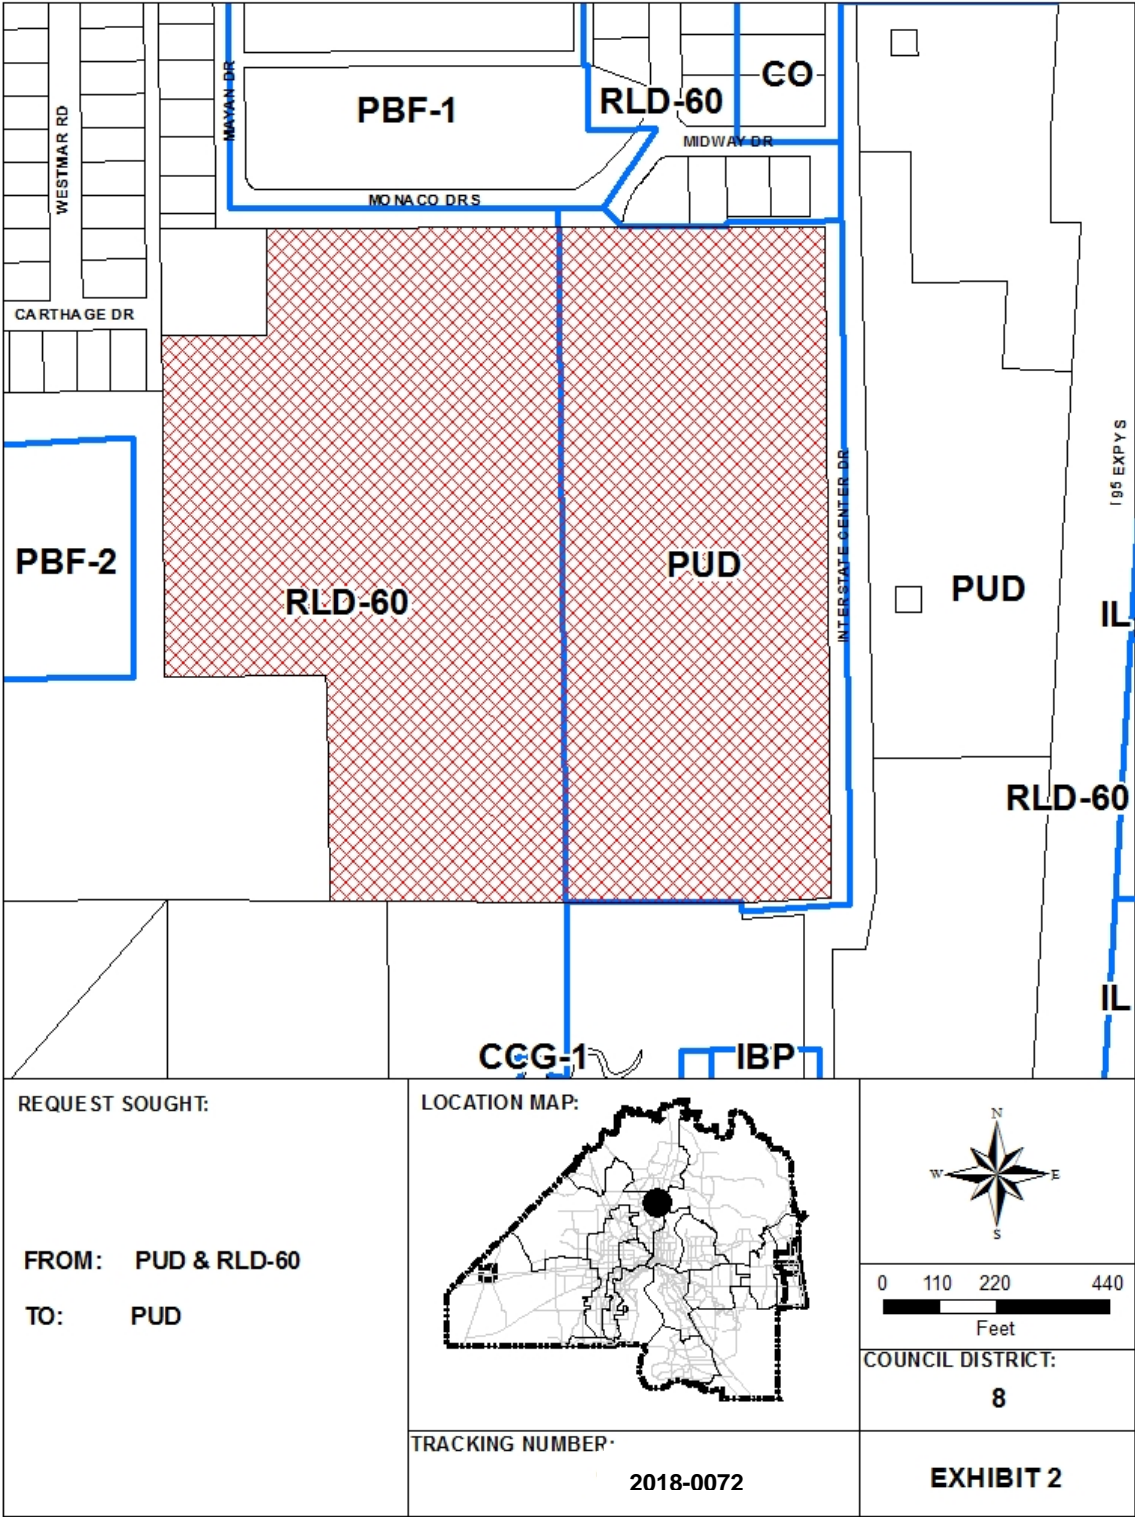 CO
RLD-60
PBF-1
MAYAN DR
WESTMAR RD
MIDWAY DR
MONACO DR S
CARTHAGE DR
I 95 EXPY S
INTERSTATE CENTER DR
PBF-2
PUD
PUD
RLD-60
IL
RLD-60
IL
CCG-1
IBP
REQUEST SOUGHT:
FROM: PUD & RLD-60
TO: PUD
LOCATION MAP:
N
W E
S
0 110 220 440
Feet
COUNCIL DISTRICT:
8
TRACKING NUMBER:
2018-0072
EXHIBIT 2